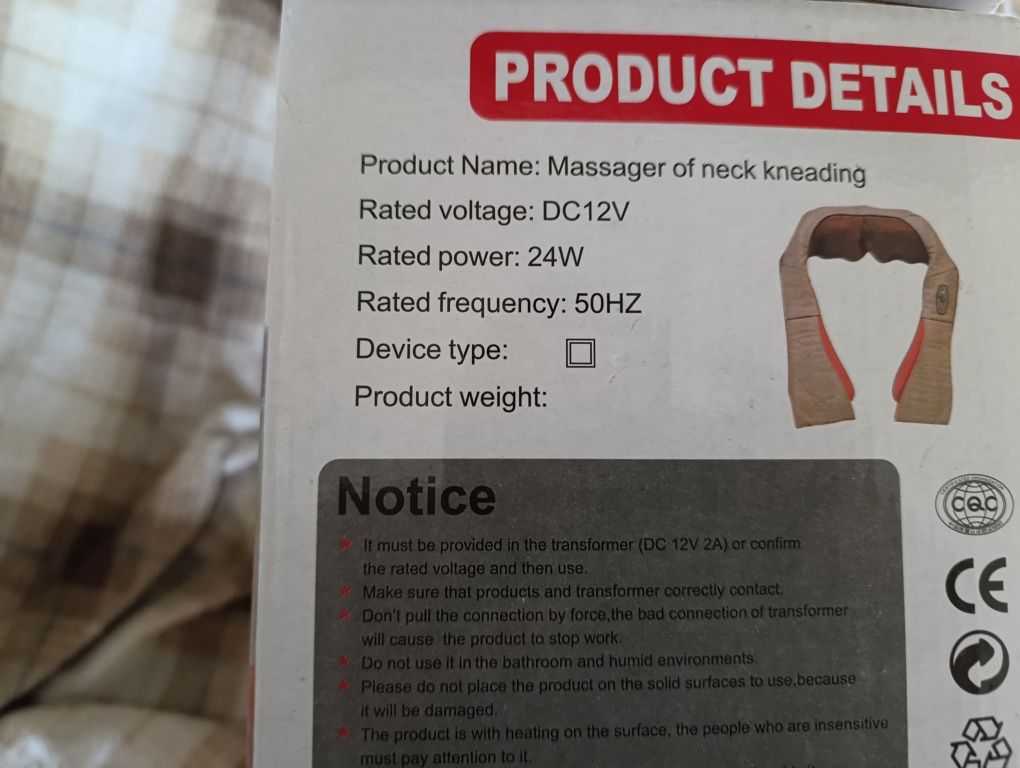 PRODUCT DETAILS
Product Name: Massager of neck kneading
Rated voltage: DC12V
Rated power: 24W
Rated frequency: 50HZ
Device type:
Product weight:
Notice
It must be provided in the transformer (DC 12V 2A) or confirm
the rated voltage and then use.
Make sure that products and transformer correctly contact.
Don't pull the connection by force,the bad connection of transformer
will cause the product to stop work.
Do not use it in the bathroom and humid environments.
Please do not place the product on the solid surfaces to use,because
it will be damaged.
The product is with heating on the surface, the people who are insensitive
must pay attention to it.
CQC
CE